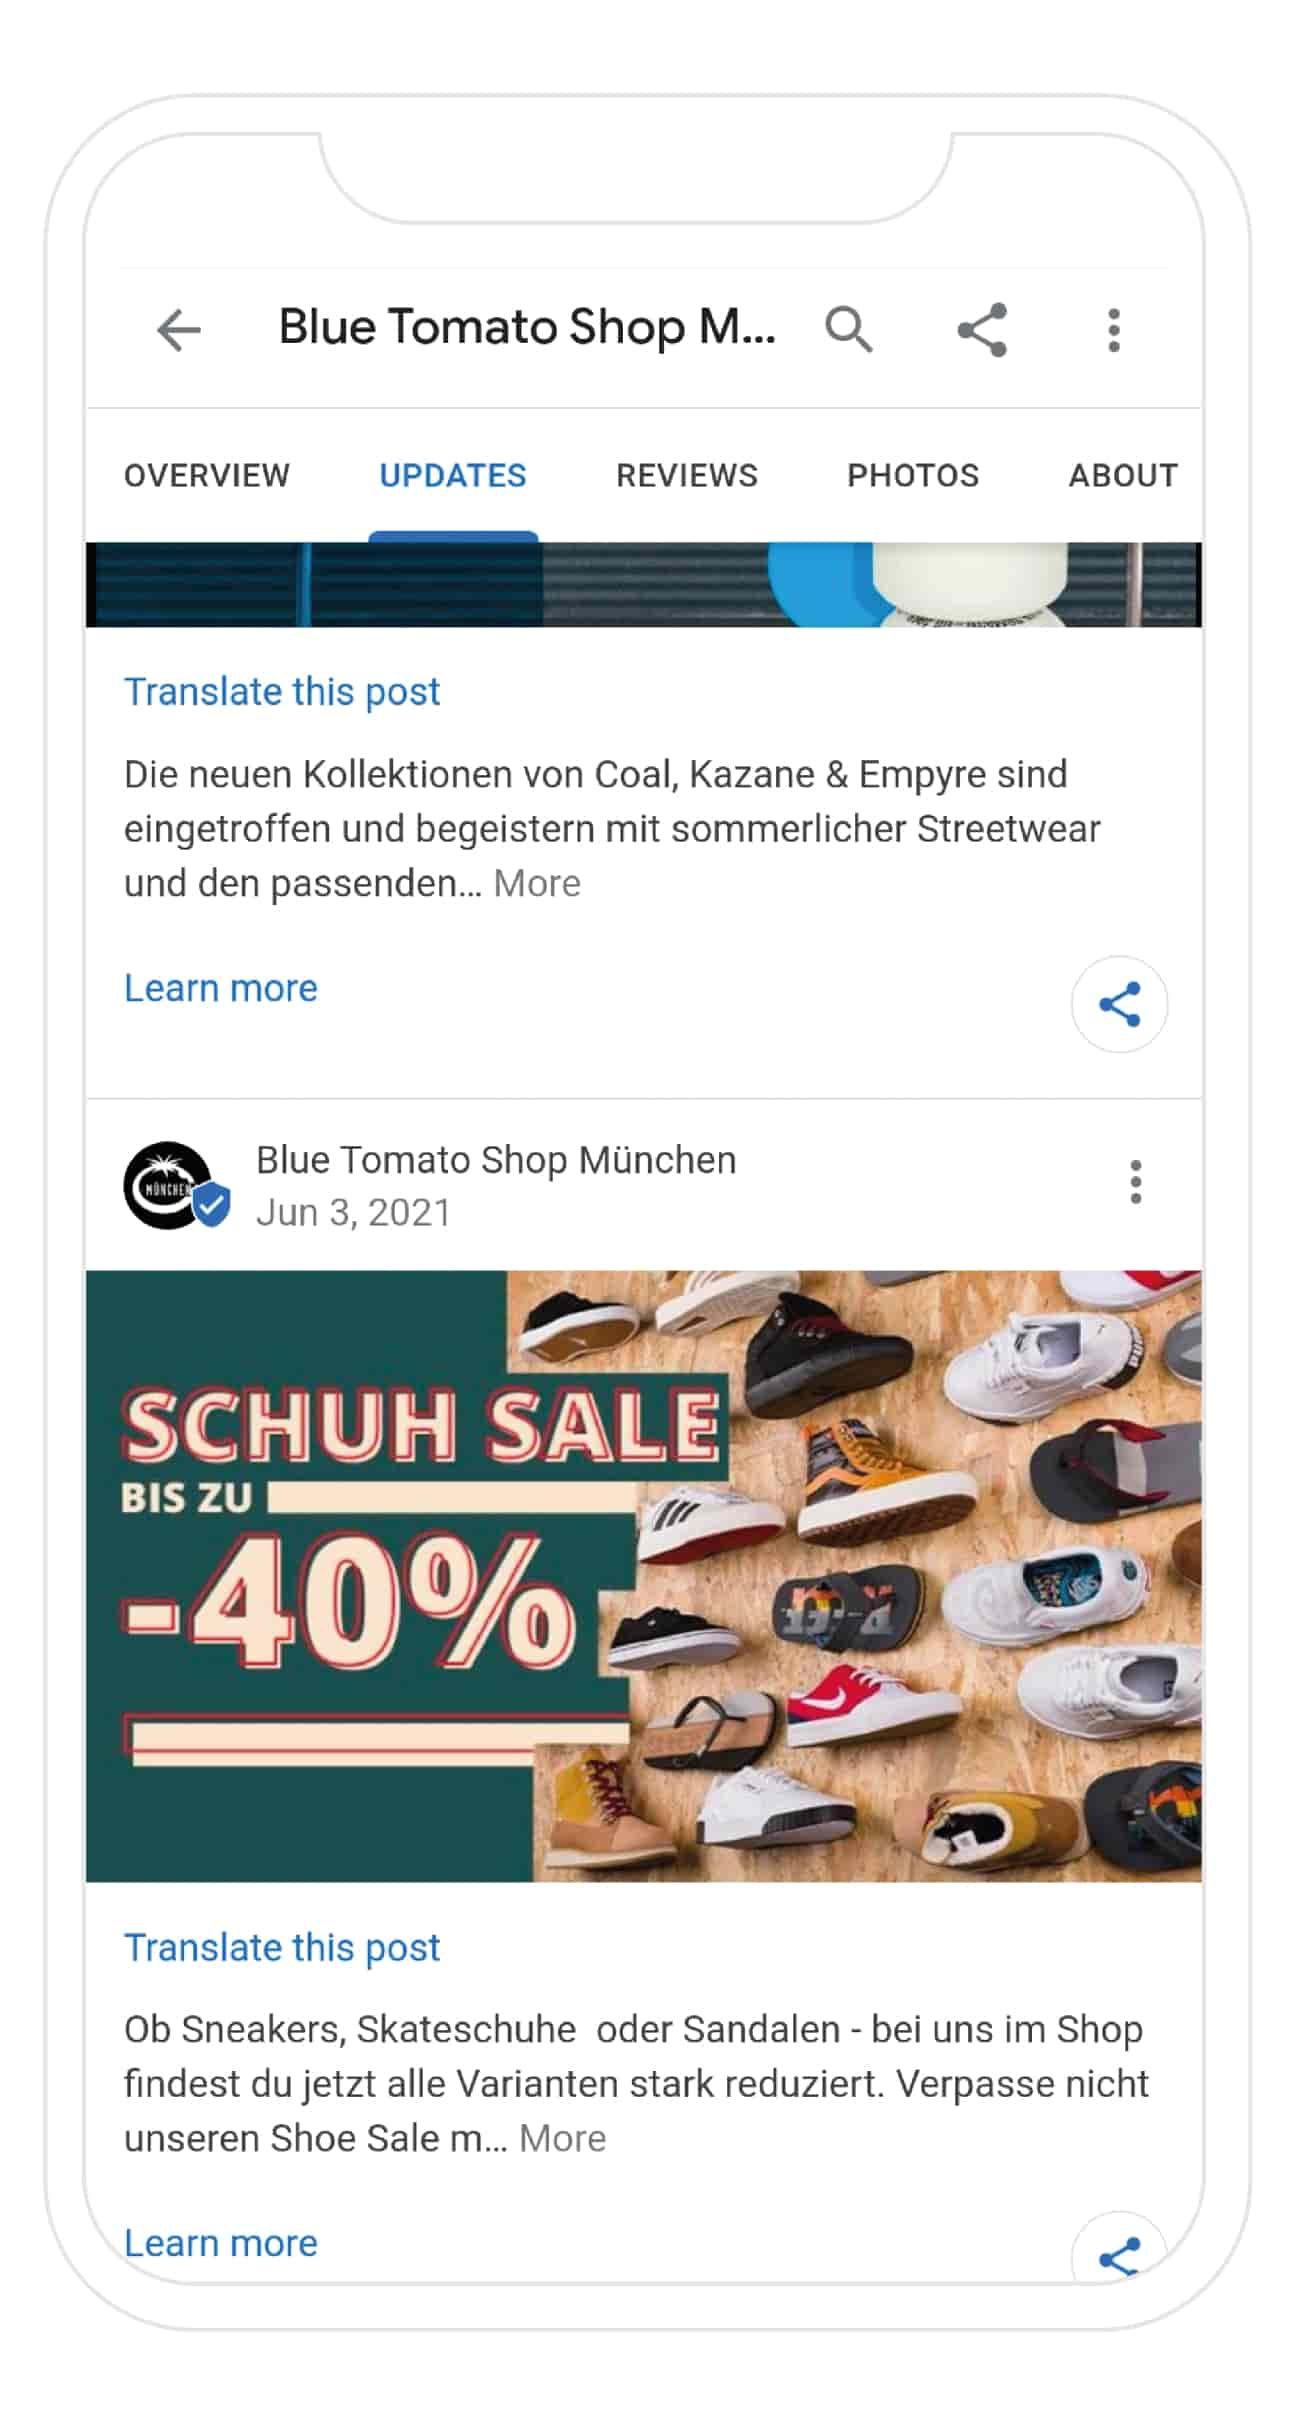 Blue Tomato Shop M...
OVERVIEW UPDATES REVIEWS PHOTOS ABOUT
Translate this post
Die neuen Kollektionen von Coal, Kazane & Empyre sind
eingetroffen und begeistern mit sommerlicher Streetwear
und den passenden... More
Learn more
MÜNCHEN
Blue Tomato Shop München
Jun 3, 2021
SCHUH SALE
BIS ZU
-40%
Translate this post
Ob Sneakers, Skateschuhe  oder Sandalen - bei uns im Shop
findest du jetzt alle Varianten stark reduziert. Verpasse nicht
unseren Shoe Sale m... More
Learn more